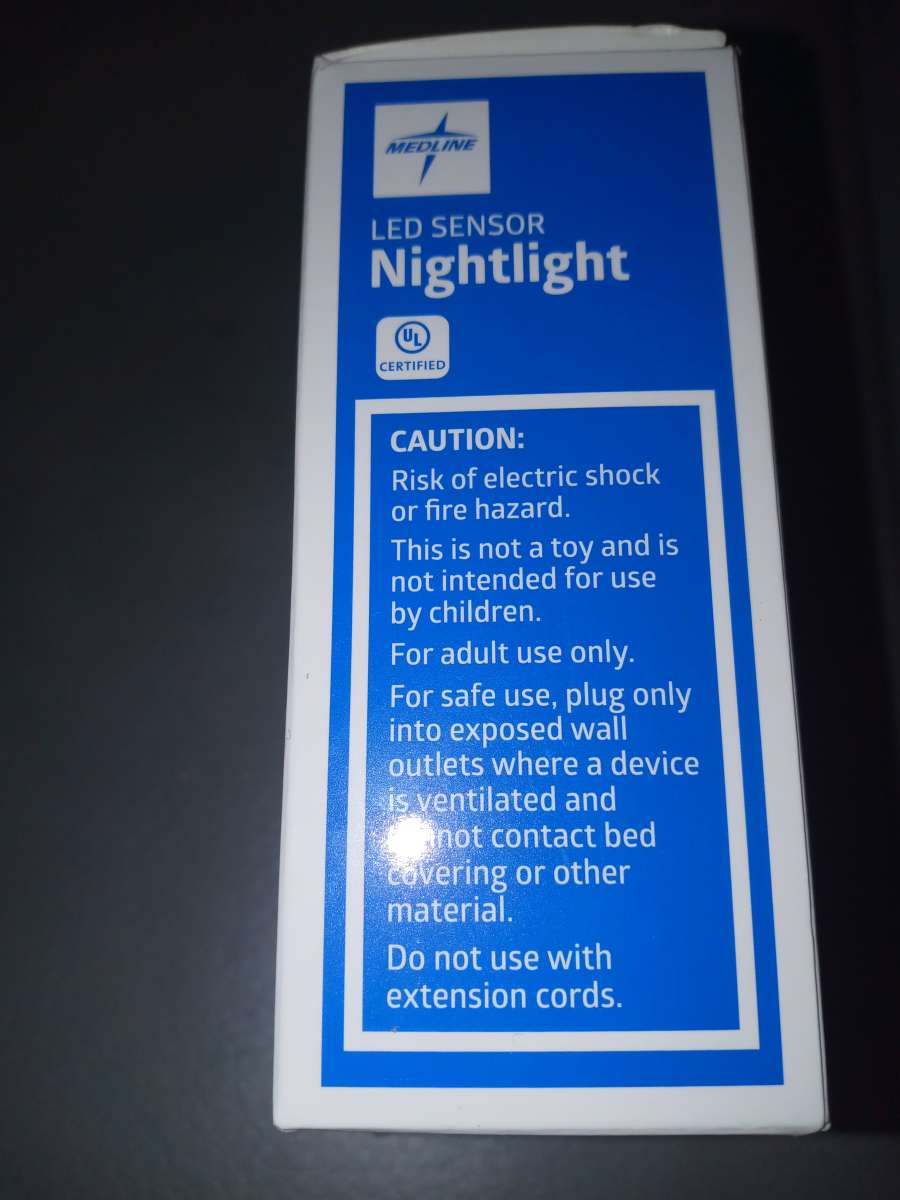 MEDLINE
LED SENSOR
Nightlight
UL
CERTIFIED
CAUTION:
Risk of electric shock
or fire hazard.
This is not a toy and is
not intended for use
by children.
For adult use only.
For safe use, plug only
into exposed wall
outlets where a device
is ventilated and
cannot contact bed
covering or other
material.
Do not use with
extension cords.